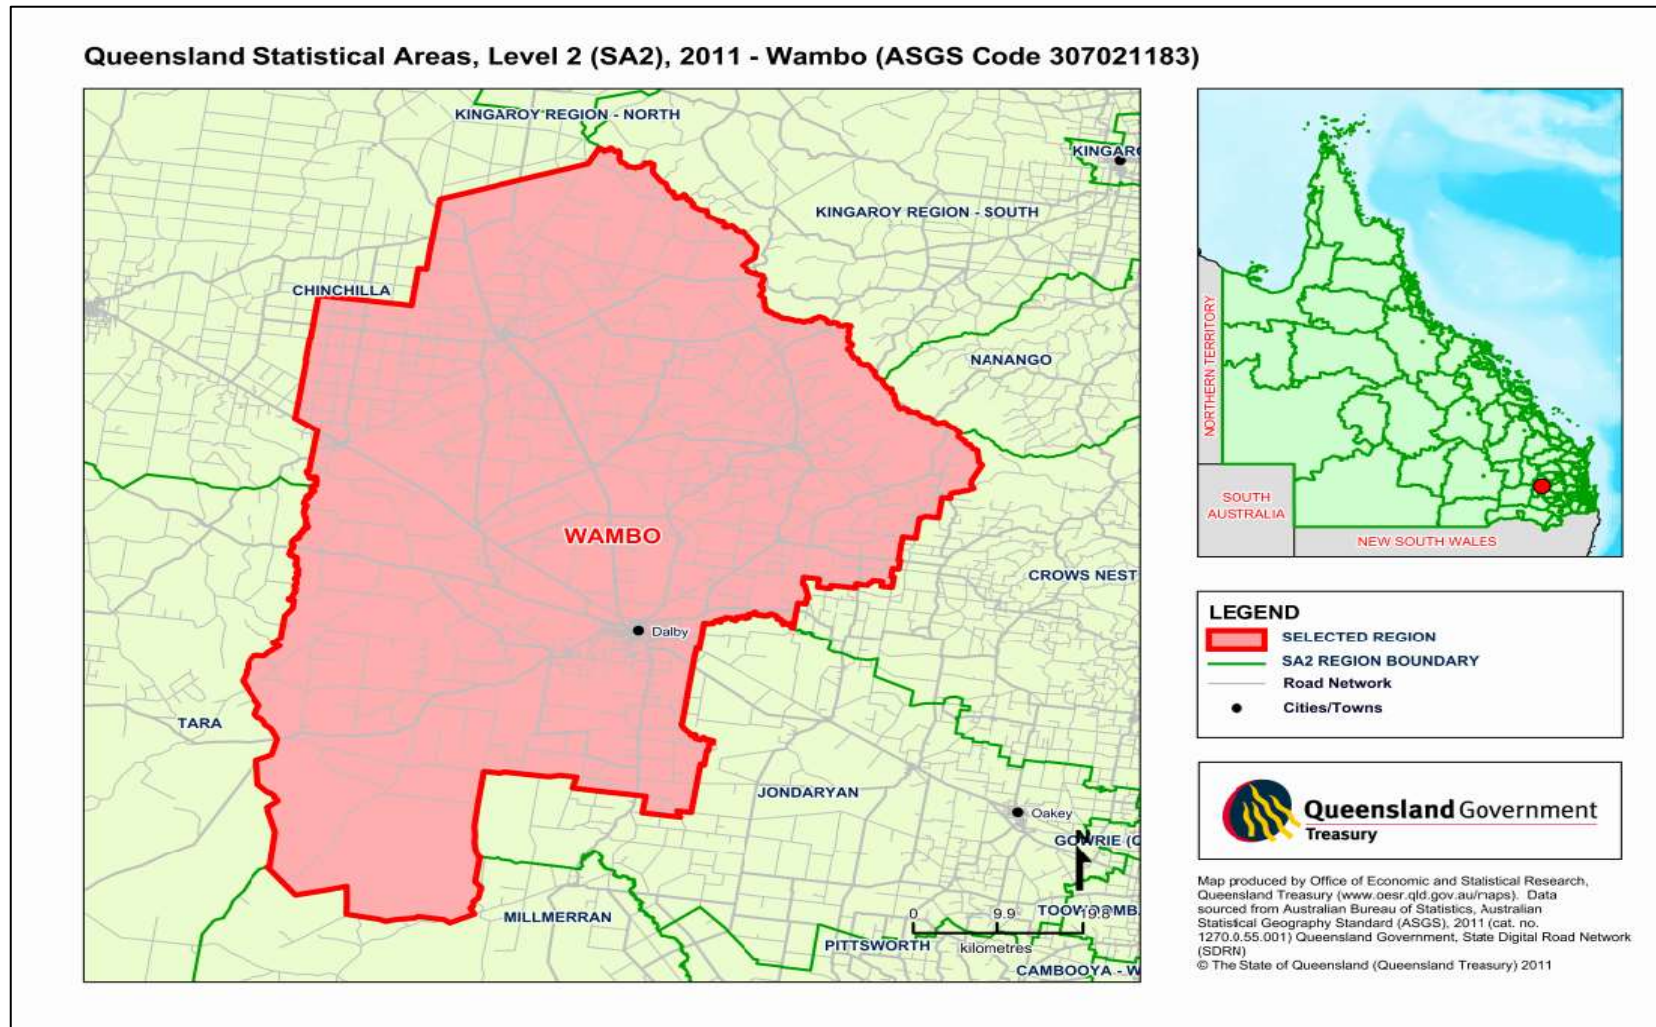 Queensland Statistical Areas, Level 2 (SA2), 2011 - Wambo (ASGS Code 307021183)
KINGAROY REGION - NORTH
KINGARO
KINGAROY REGION - SOUTH
CHINCHILLA
NANANGO
WAMBO
CROWS NEST
Dalby
TARA
JONDARYAN
Oakey
N
GOWRIE (C
MILLMERRAN
0 9.9 19.8
kilometres
TOOWOOMB
PITTSWORTH
CAMBOOYA - W
NORTHERN TERRITORY
SOUTH
AUSTRALIA
NEW SOUTH WALES
LEGEND
SELECTED REGION
SA2 REGION BOUNDARY
Road Network
Cities/Towns
Queensland Government
Treasury
Map produced by Office of Economic and Statistical Research,
Queensland Treasury (www.oesr.qld.gov.au/maps). Data
sourced from Australian Bureau of Statistics, Australian
Statistical Geography Standard (ASGS), 2011 (cat. no.
1270.0.55.001) Queensland Government, State Digital Road Network
(SDRN)
© The State of Queensland (Queensland Treasury) 2011